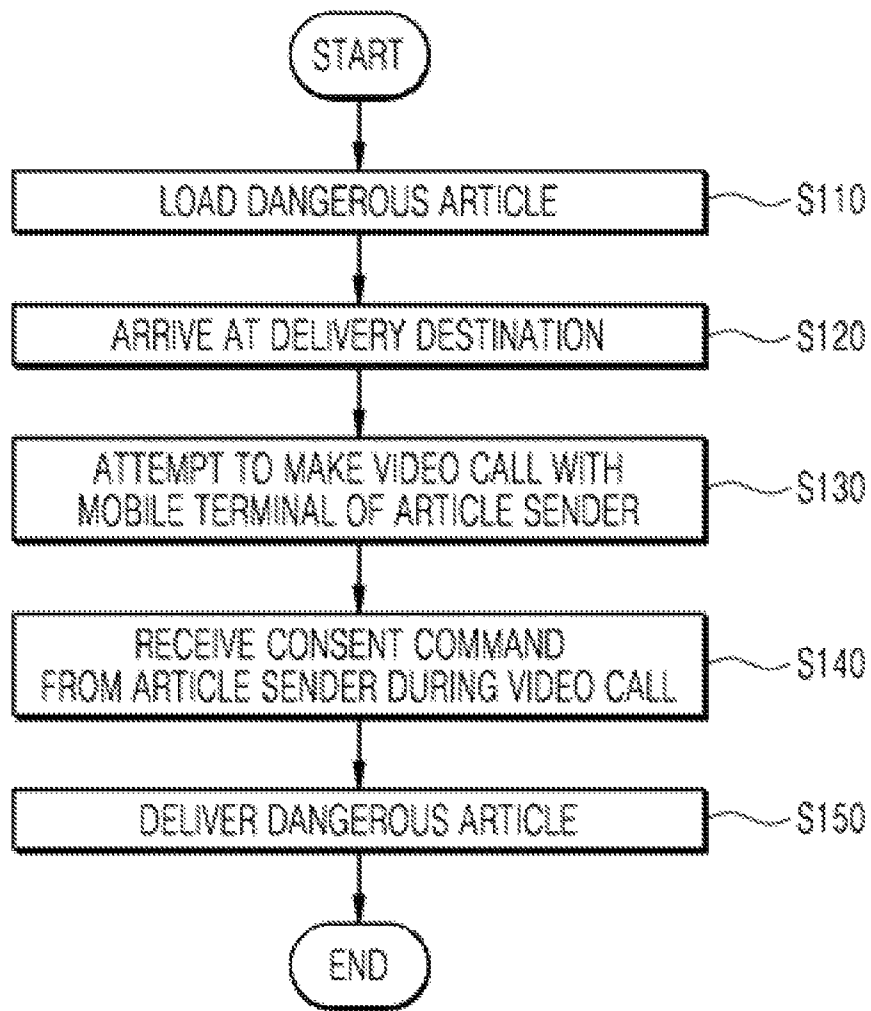 START
LOAD DANGEROUS ARTICLE
S110
ARRIVE AT DELIVERY DESTINATION
S120
ATTEMPT TO MAKE VIDEO CALL WITH
MOBILE TERMINAL OF ARTICLE SENDER
S130
RECEIVE CONSENT COMMAND
FROM ARTICLE SENDER DURING VIDEO CALL
S140
DELIVER DANGEROUS ARTICLE
S150
END